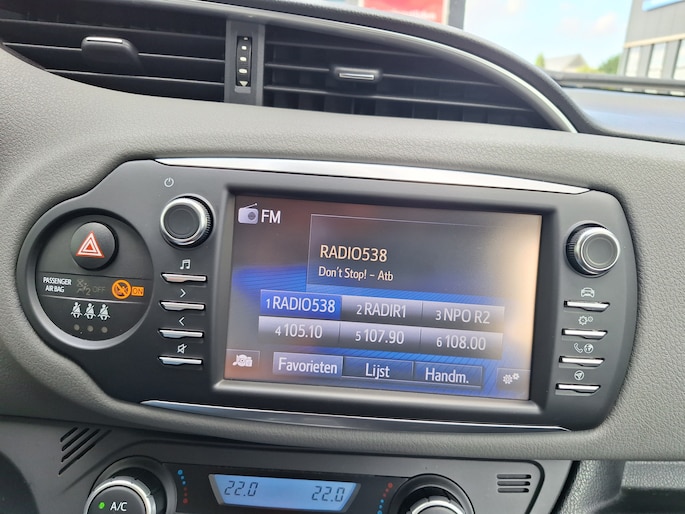 FM
RADIO538
Don't Stop! - Atb
1 RADIO538 2 RADIR1 3 NPO R2
4 105.10 5 107.90 6 108.00
Favorieten Lijst Handm.
PASSENGER
AIR BAG
OFF
ON
A/C
22.0 22.0